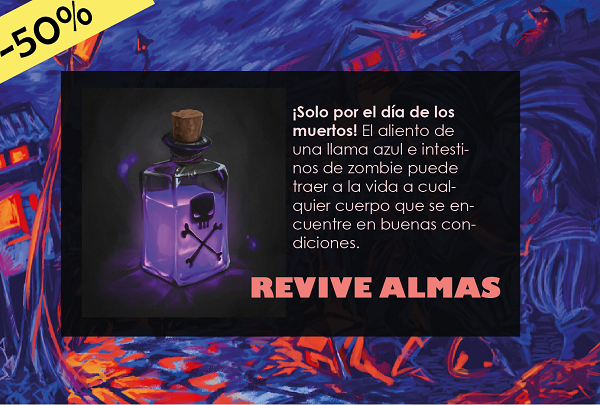 -50%
¡Solo por el día de los
muertos! El aliento de
una llama azul e intesti-
nos de zombie puede
traer a la vida a cual-
quier cuerpo que se en-
cuentre en buenas con-
diciones.
REVIVE ALMAS